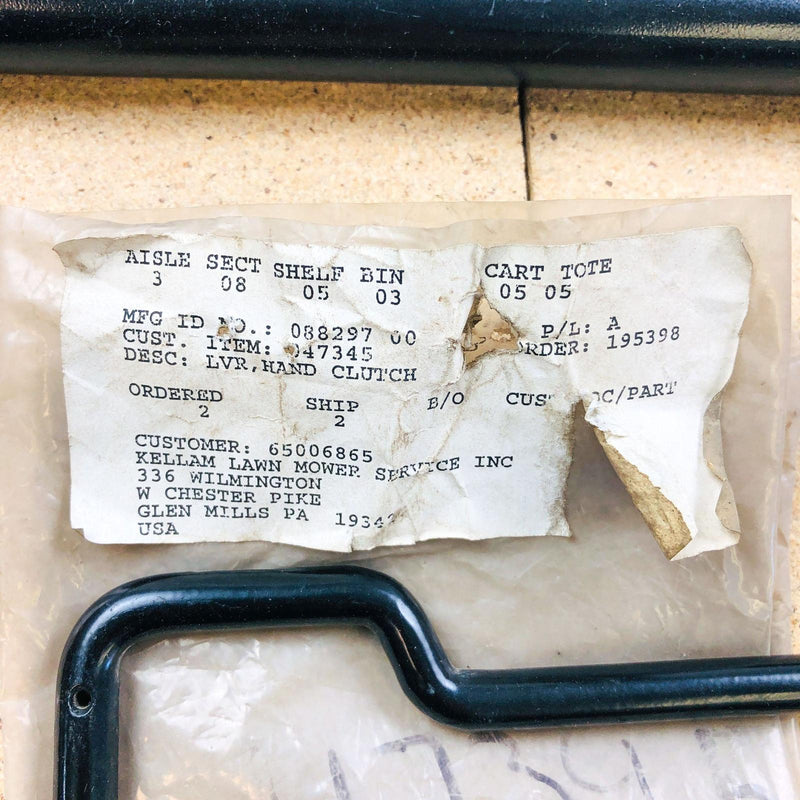 AISLE SECT SHELF BIN CART TOTE
3 08 05 03 05 05
MFG ID NO.: 088297 00 P/L: A
CUST. ITEM: 047345 ORDER: 195398
DESC: LVR,HAND CLUTCH
ORDERED SHIP B/O
2 2
CUSTOMER: 65006865
KELLAM LAWN MOWER SERVICE INC
336 WILMINGTON
W CHESTER PIKE
GLEN MILLS PA
USA